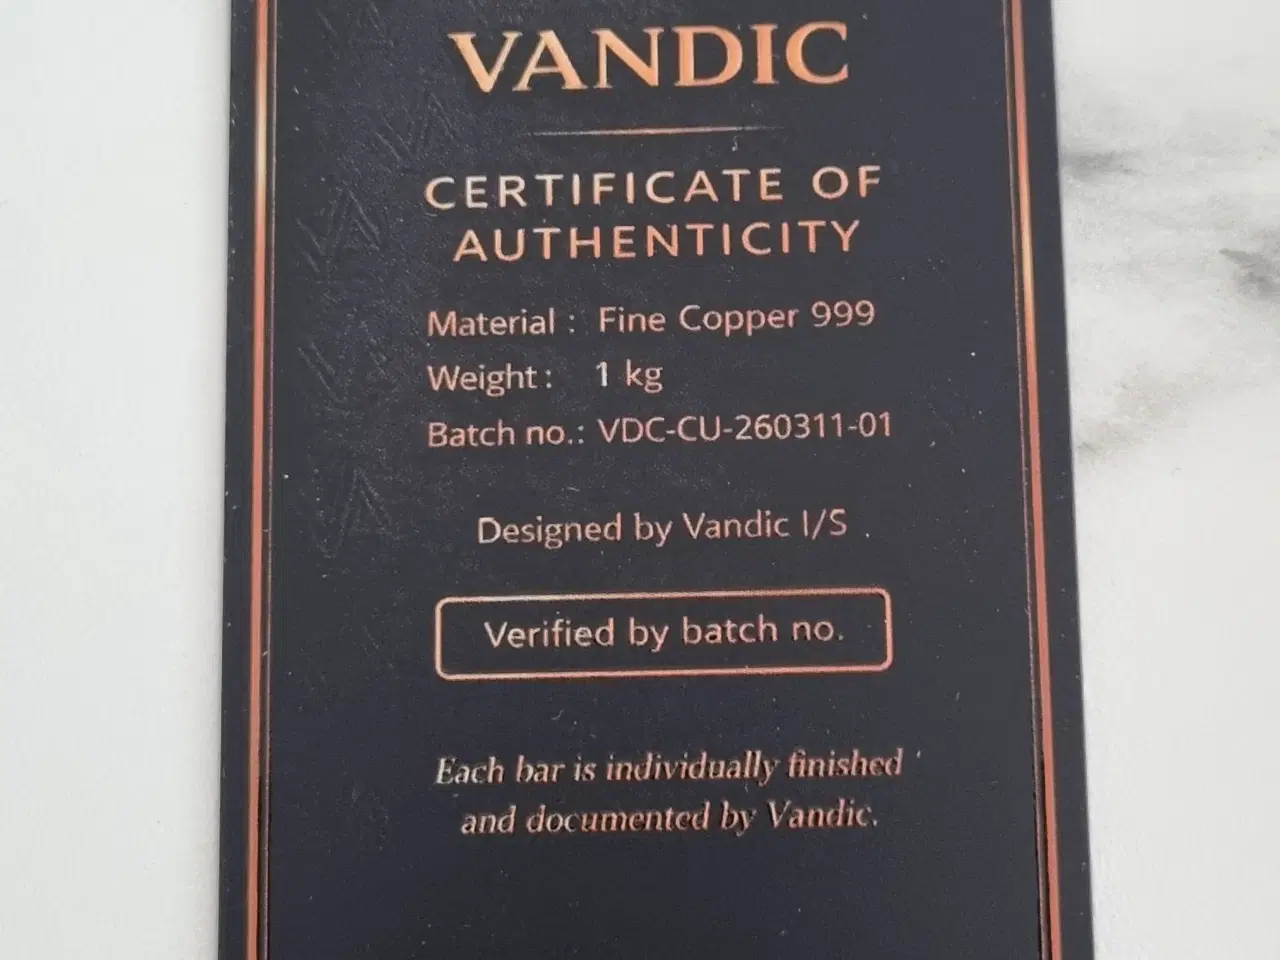 VANDIC
CERTIFICATE OF
AUTHENTICITY
Material : Fine Copper 999
Weight : 1 kg
Batch no.: VDC-CU-260311-01
Designed by Vandic I/S
Verified by batch no.
Each bar is individually finished
and documented by Vandic.